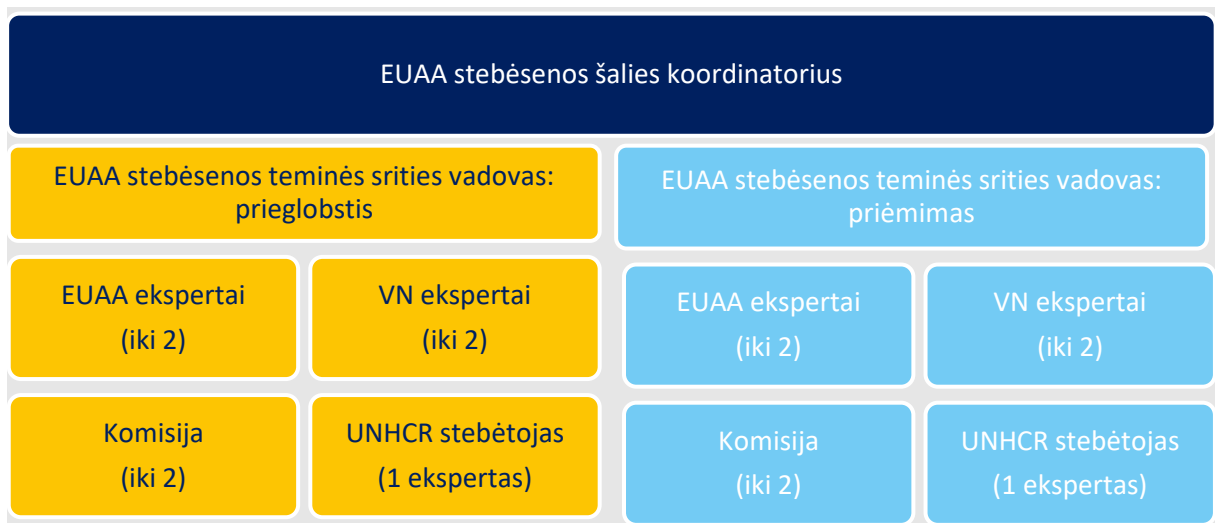 EUAA stebėsenos šalies koordinatorius
EUAA stebėsenos teminės srities vadovas:
prieglobstis
EUAA ekspertai
(iki 2)
VN ekspertai
(iki 2)
Komisija
(iki 2)
UNHCR stebėtojas
(1 ekspertas)
EUAA stebėsenos teminės srities vadovas:
priėmimas
EUAA ekspertai
(iki 2)
VN ekspertai
(iki 2)
Komisija
(iki 2)
UNHCR stebėtojas
(1 ekspertas)